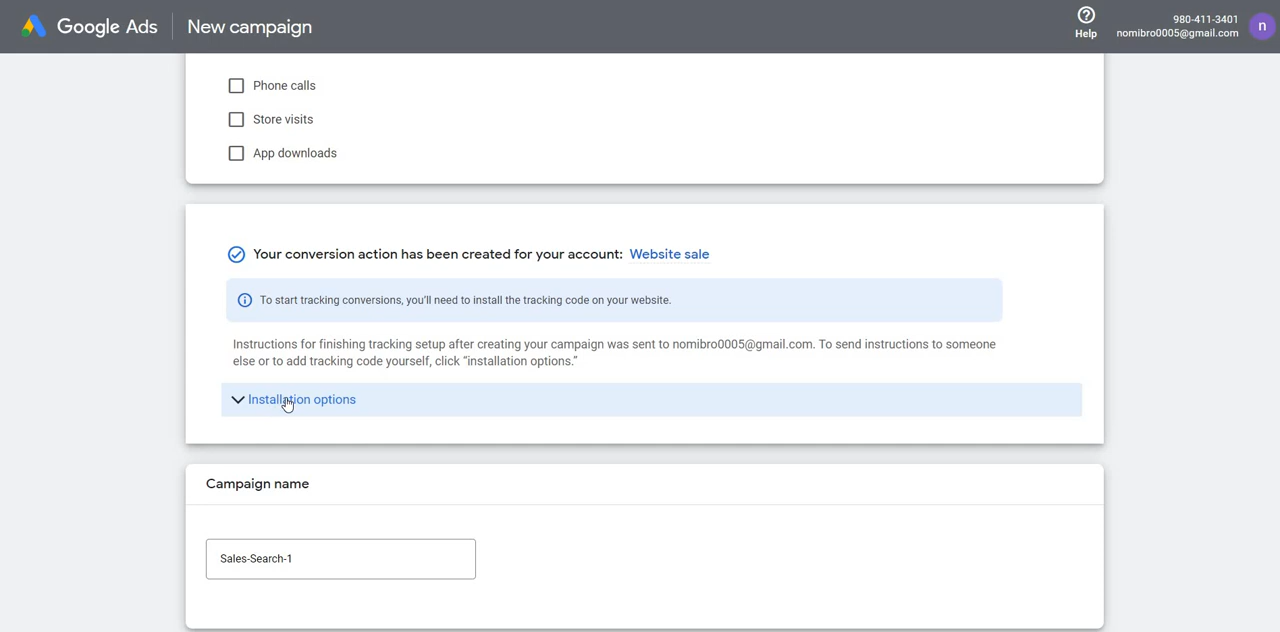 Google Ads
New campaign
Help
980-411-3401
nomibro0005@gmail.com
n
Phone calls
Store visits
App downloads
Your conversion action has been created for your account: Website sale
To start tracking conversions, you'll need to install the tracking code on your website.
Instructions for finishing tracking setup after creating your campaign was sent to nomibro0005@gmail.com. To send instructions to someone
else or to add tracking code yourself, click "installation options."
Installation options
Campaign name
Sales-Search-1